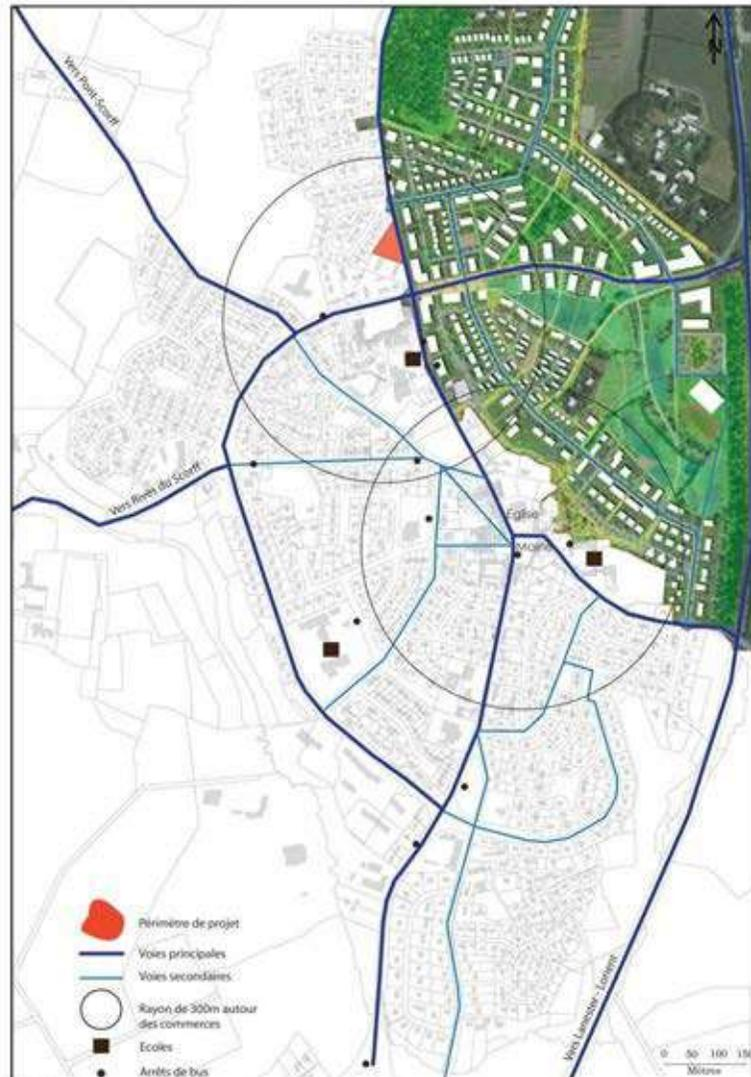 Vers Pont-Scorff
Vers Rives du Scorff
Eglise
Mairie
Vers Lanester - Lorient
Périmètre de projet
Voies principales
Voies secondaires
Rayon de 300m autour
des commerces
Ecoles
Arrêts de bus
0 50 100 150
Mètres